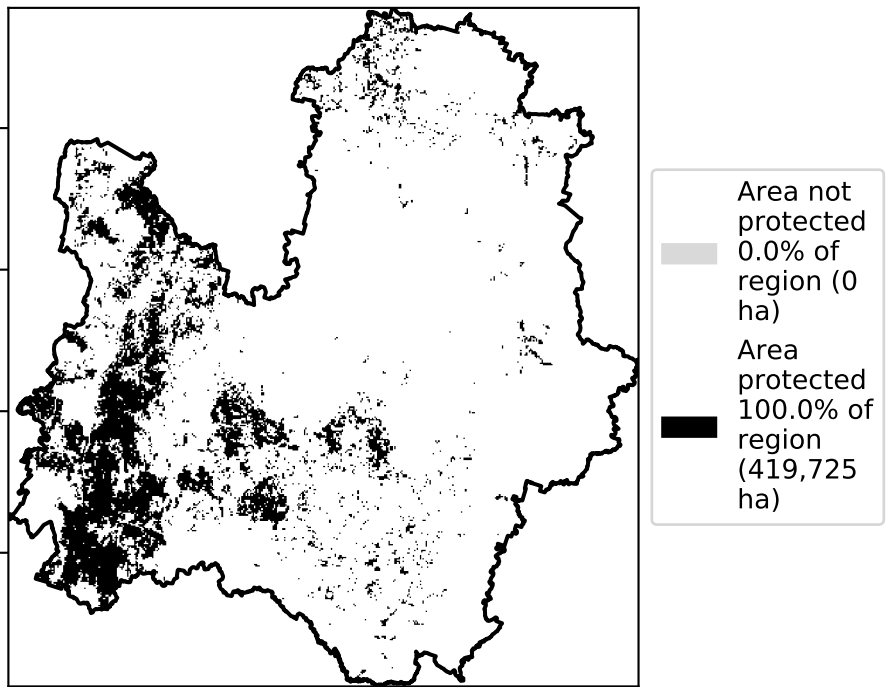 Area not
protected
0.0% of
region (0
ha)
Area
protected
100.0% of
region
(419,725
ha)